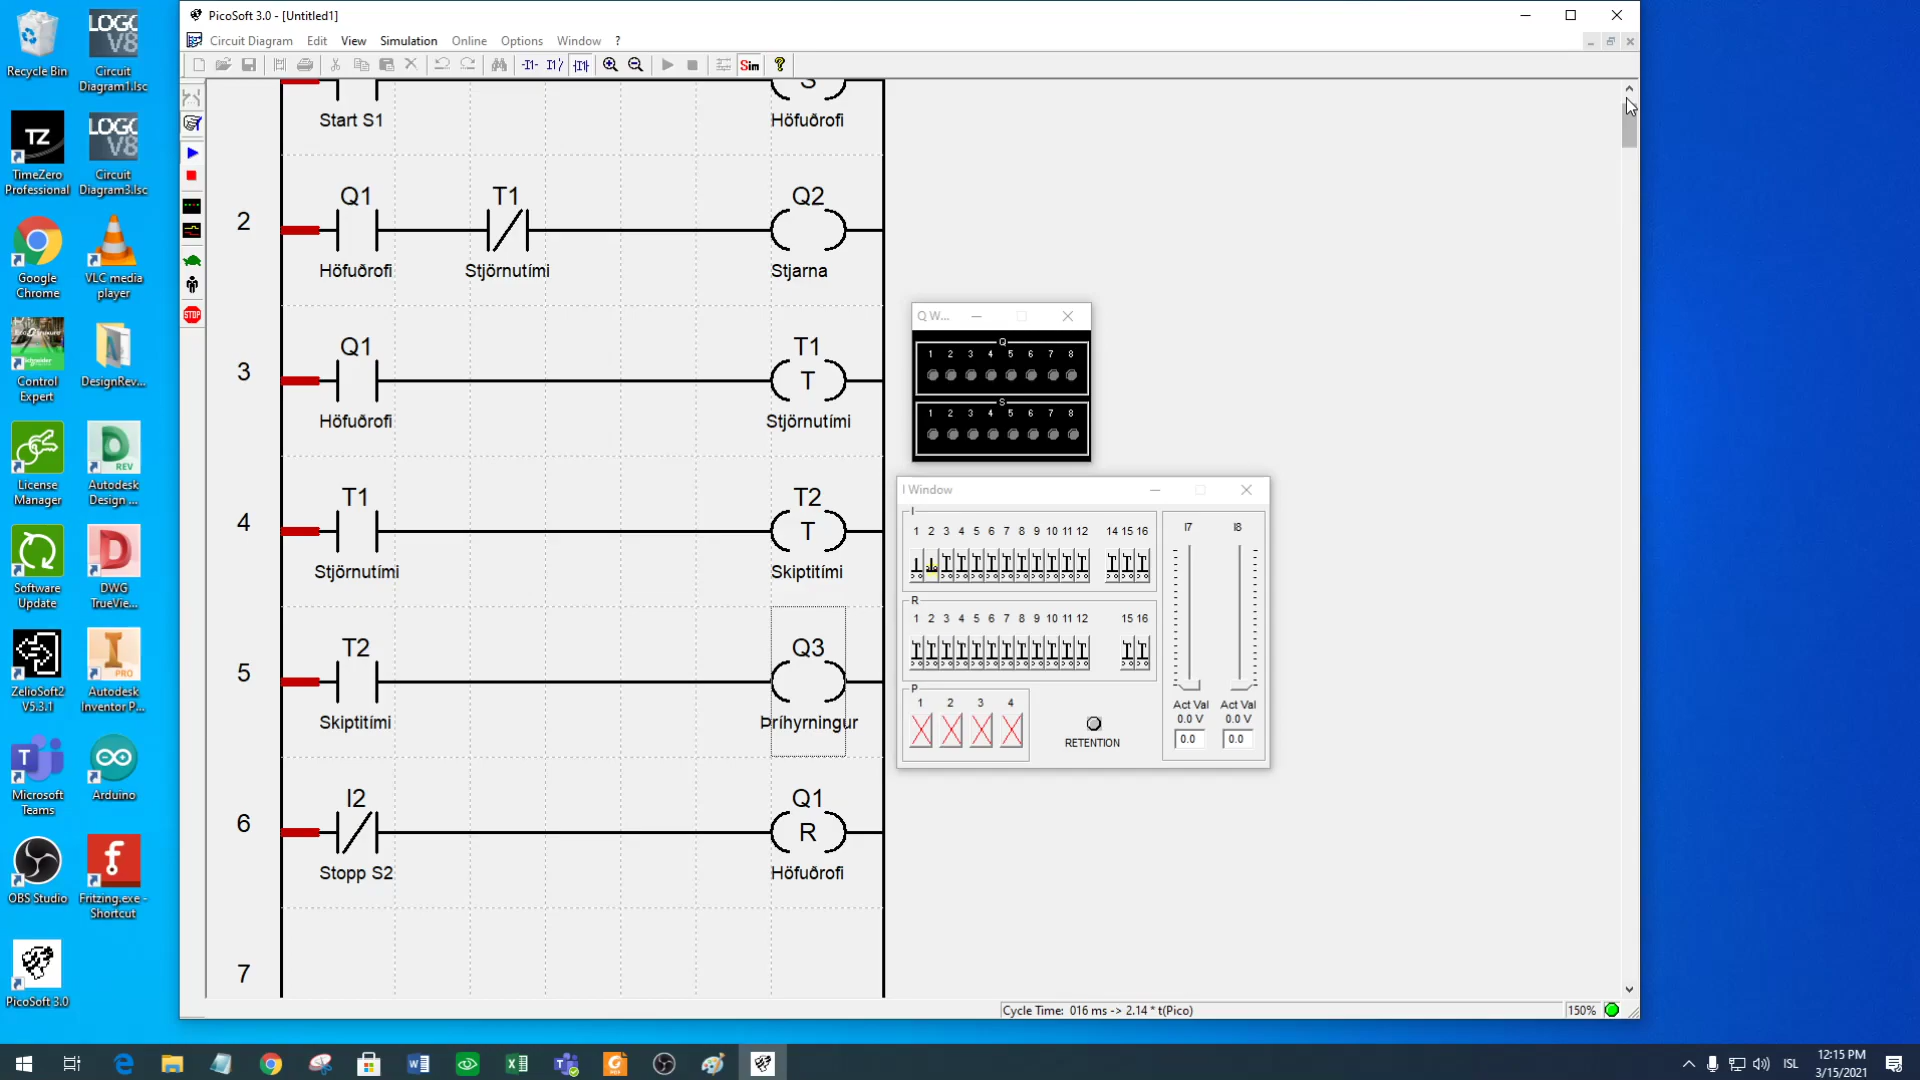 PicoSoft 3.0 - [Untitled1]
Circuit Diagram Edit View Simulation Online Options Window ?
Sim
S
Start S1 Höfuðrofi
2
Q1 T1 Q2
Höfuðrofi Stjörnutími Stjarna
3
Q1 T1
T
Höfuðrofi Stjörnutími
4
T1 T2
T
Stjörnutími Skiptitími
5
T2 Q3
Skiptitími Þríhyrningur
6
I2 Q1
R
Stopp S2 Höfuðrofi
7
Q W...
Q
1 2 3 4 5 6 7 8
S
1 2 3 4 5 6 7 8
I Window
I
1 2 3 4 5 6 7 8 9 10 11 12 14 15 16
R
1 2 3 4 5 6 7 8 9 10 11 12 15 16
P
1 2 3 4
RETENTION
I7 I8
Act Val Act Val
0.0 V 0.0 V
0.0 0.0
Cycle Time: 016 ms -> 2.14 * t(Pico)
150%
STOP
Recycle Bin
Circuit
Diagram1.lsc
TimeZero
Professional
Circuit
Diagram3.lsc
Google
Chrome
VLC media
player
Control
Expert
DesignRev...
License
Manager
Autodesk
Design ...
Software
Update
DWG
TrueVie...
ZelioSoft2
V5.3.1
Autodesk
Inventor P...
Microsoft
Teams
Arduino
OBS Studio
Fritzing.exe -
Shortcut
PicoSoft 3.0
ISL
12:15 PM
3/15/2021